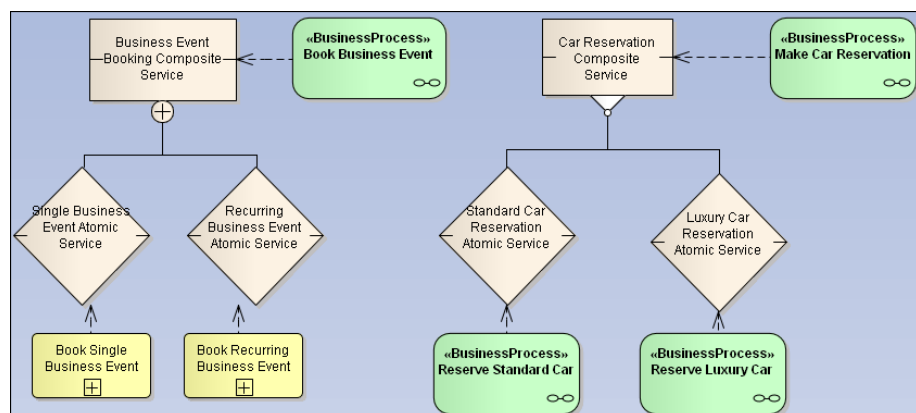 Business Event
Booking Composite
Service
«BusinessProcess»
Book Business Event
Car Reservation
Composite
Service
«BusinessProcess»
Make Car Reservation
Single Business
Event Atomic
Service
Recurring
Business Event
Atomic Service
Standard Car
Reservation
Atomic Service
Luxury Car
Reservation
Atomic Service
Book Single
Business Event
Book Recurring
Business Event
«BusinessProcess»
Reserve Standard Car
«BusinessProcess»
Reserve Luxury Car